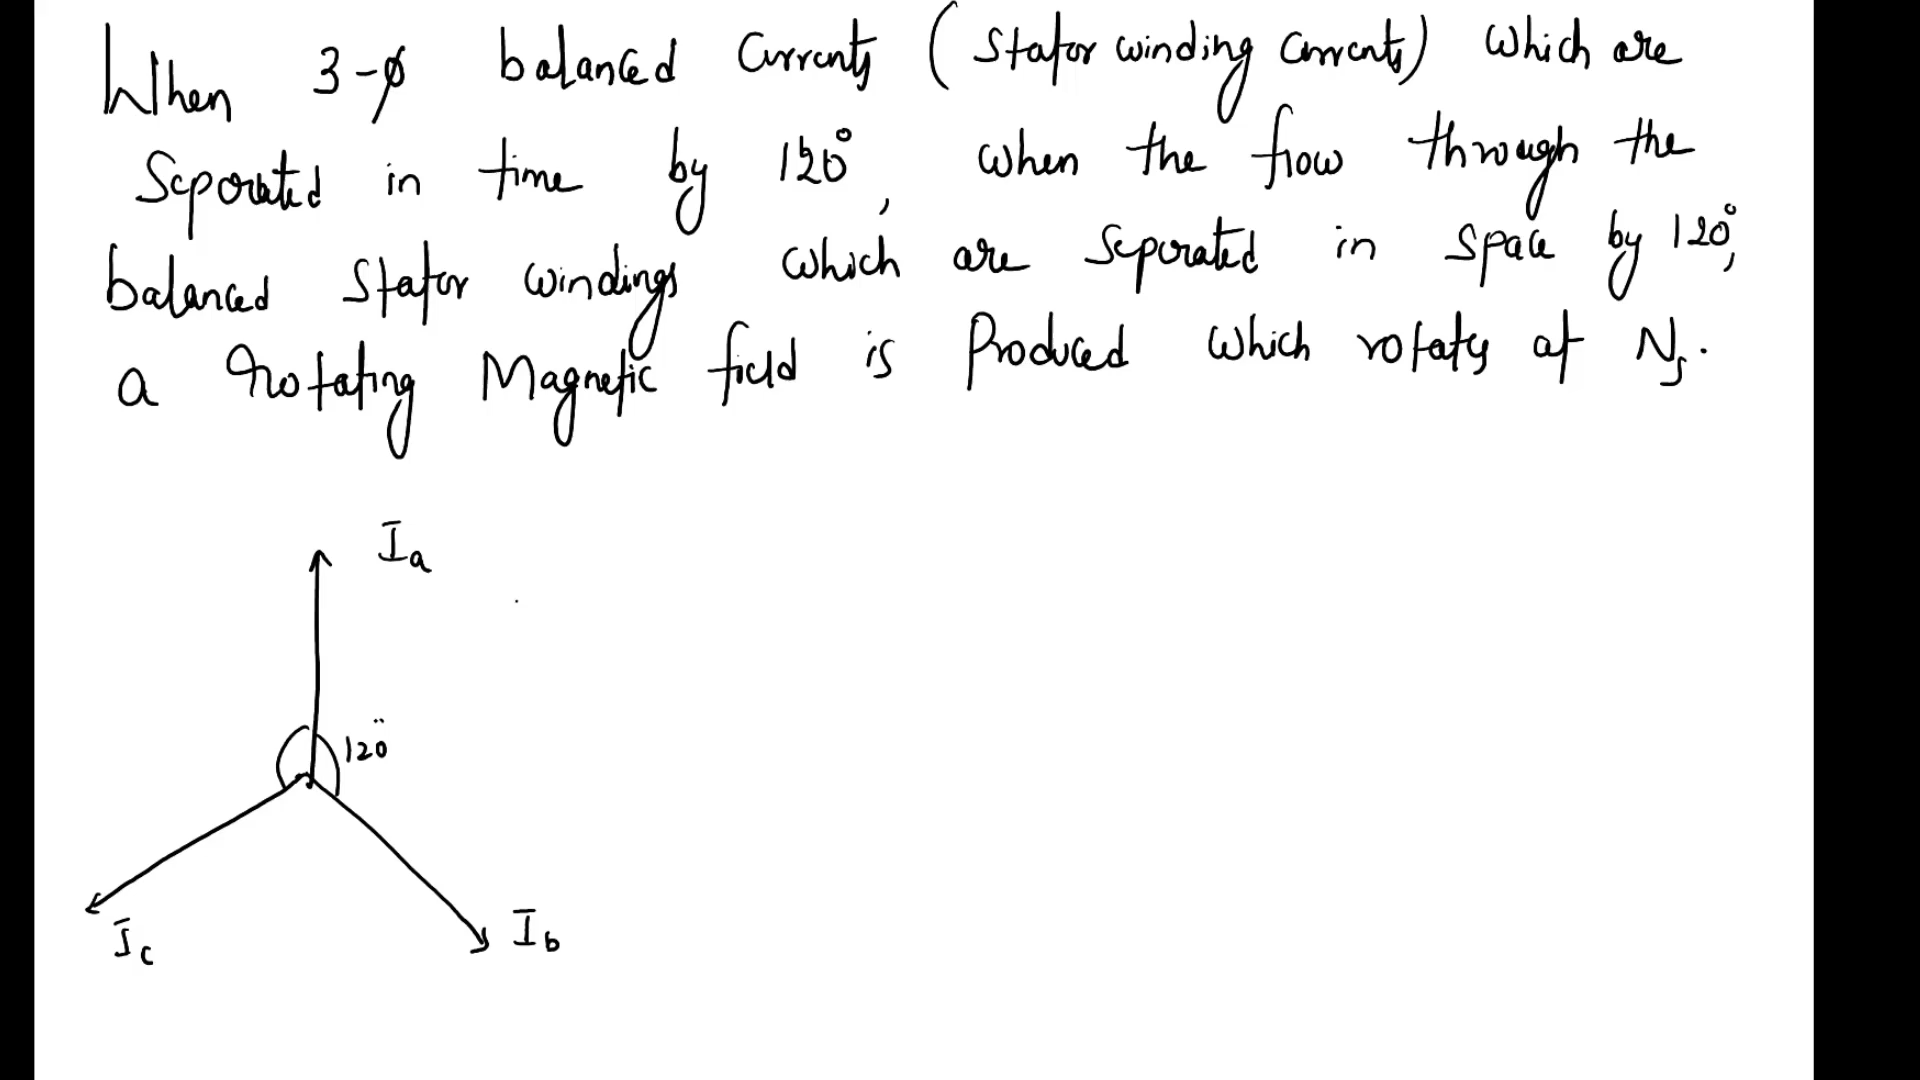 When 3-φ balanced currents (stator winding currents) which are
seperated in time by 120°, when the flow through the
balanced stator windings which are seperated in space by 120°,
a rotating Magnetic field is Produced which rotates at Ns.
Ia
120°
Ic
Ib